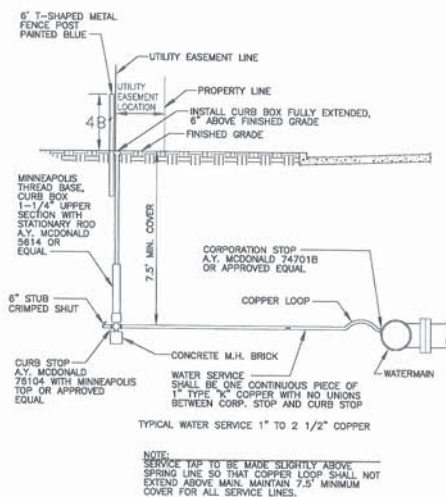 6' T-SHAPED METAL
FENCE POST
PAINTED BLUE
UTILITY EASEMENT LINE
UTILITY
EASEMENT
LOCATION
PROPERTY LINE
INSTALL CURB BOX FULLY EXTENDED,
6" ABOVE FINISHED GRADE
FINISHED GRADE
48
MINNEAPOLIS
THREAD BASE,
CURB BOX
1-1/4" UPPER
SECTION WITH
STATIONARY ROD
A.Y. MCDONALD
5614 OR
EQUAL
7.5' MIN. COVER
CORPORATION STOP
A.Y. MCDONALD 74701B
OR APPROVED EQUAL
6" STUB
CRIMPED SHUT
COPPER LOOP
CURB STOP
A.Y. MCDONALD
76104 WITH MINNEAPOLIS
TOP OR APPROVED
EQUAL
CONCRETE M.H. BRICK
WATERMAIN
WATER SERVICE
SHALL BE ONE CONTINUOUS PIECE OF
1" TYPE "K" COPPER WITH NO UNIONS
BETWEEN CORP. STOP AND CURB STOP
TYPICAL WATER SERVICE 1" TO 2 1/2" COPPER
NOTE:
SERVICE TAP TO BE MADE SLIGHTLY ABOVE
SPRING LINE SO THAT COPPER LOOP SHALL NOT
EXTEND ABOVE MAIN. MAINTAIN 7.5' MINIMUM
COVER FOR ALL SERVICE LINES.